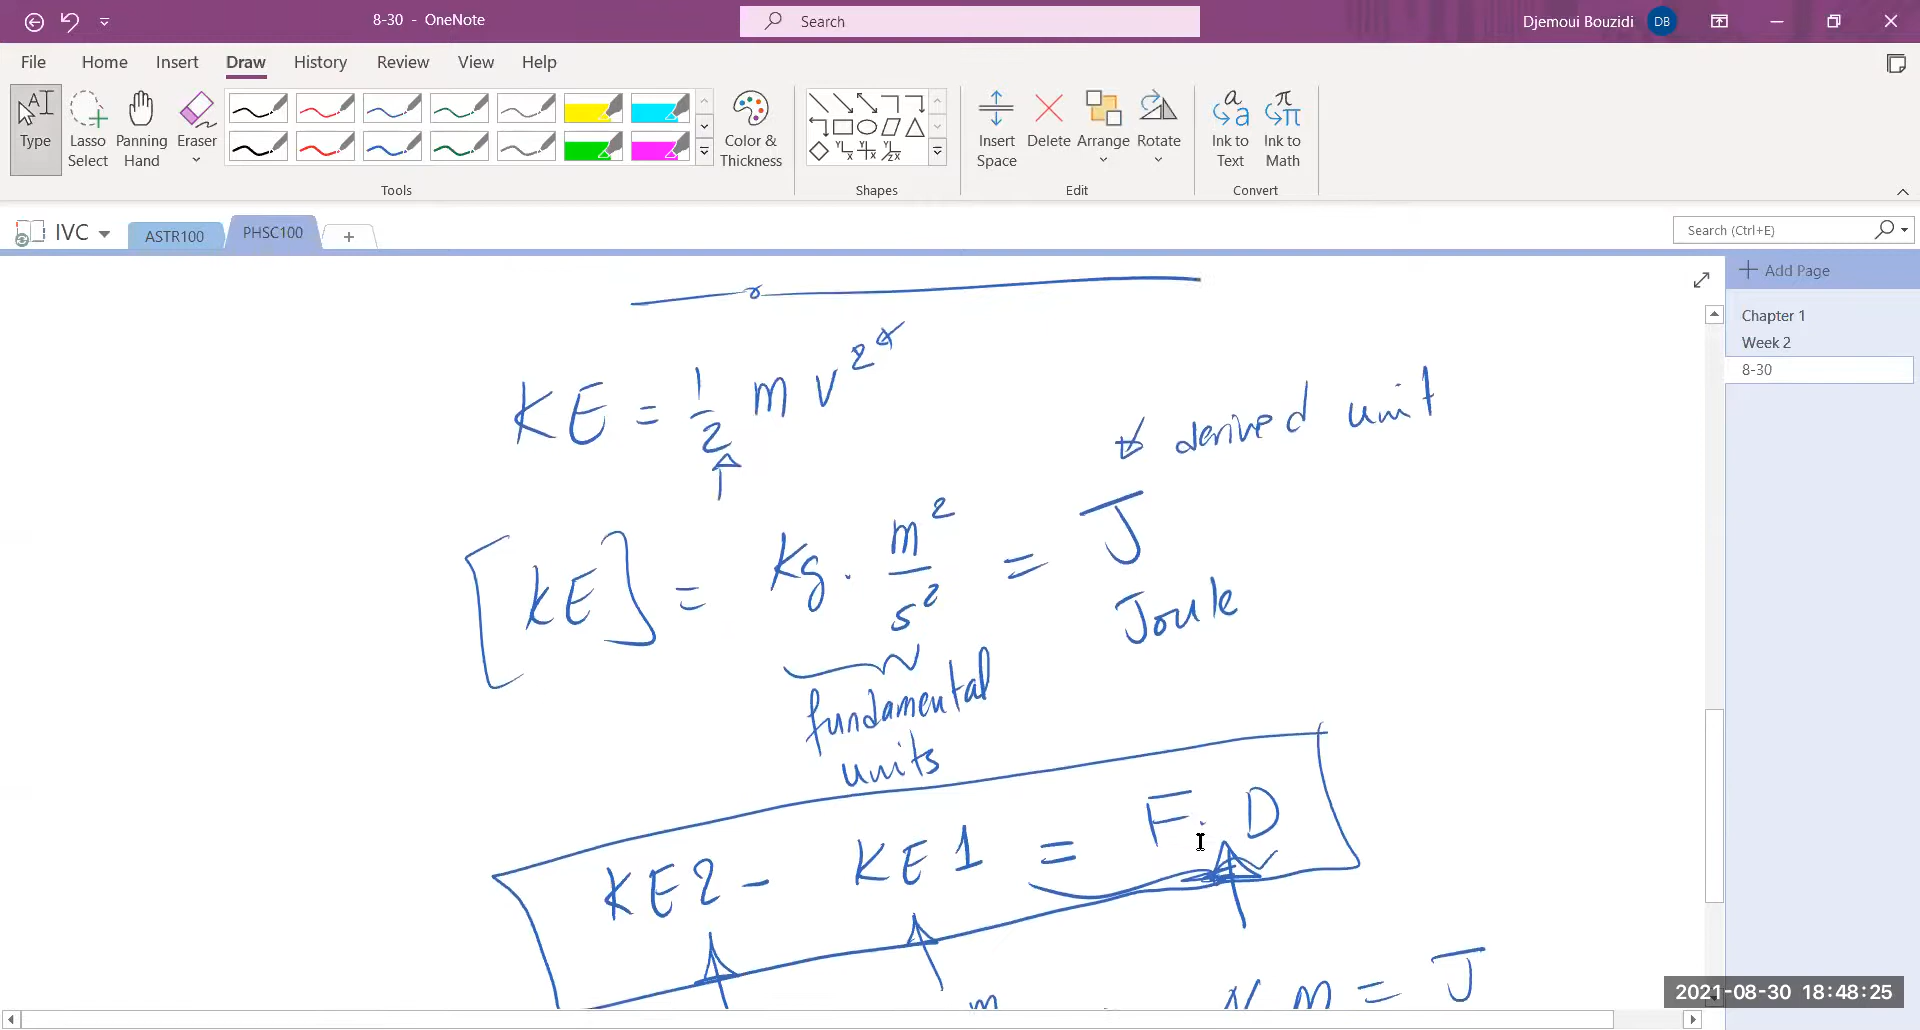 8-30 - OneNote
Search
Djemoui Bouzidi DB
File Home Insert Draw History Review View Help
Type
Lasso Select
Panning Hand
Eraser
Color & Thickness
Insert Space
Delete
Arrange
Rotate
Ink to Text
Ink to Math
Tools Shapes Edit Convert
IVC ASTR100 PHSC100 +
Search (Ctrl+E)
Add Page
Chapter 1
Week 2
8-30
KE = 1/2 m v²
derived unit
[KE] = kg · m²/s² = J
Joule
fundamental
units
KE2 - KE1 = F. D
m = J
2021-08-30 18:48:25